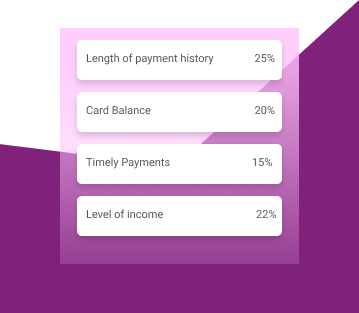 Length of payment history 25%
Card Balance 20%
Timely Payments 15%
Level of income 22%